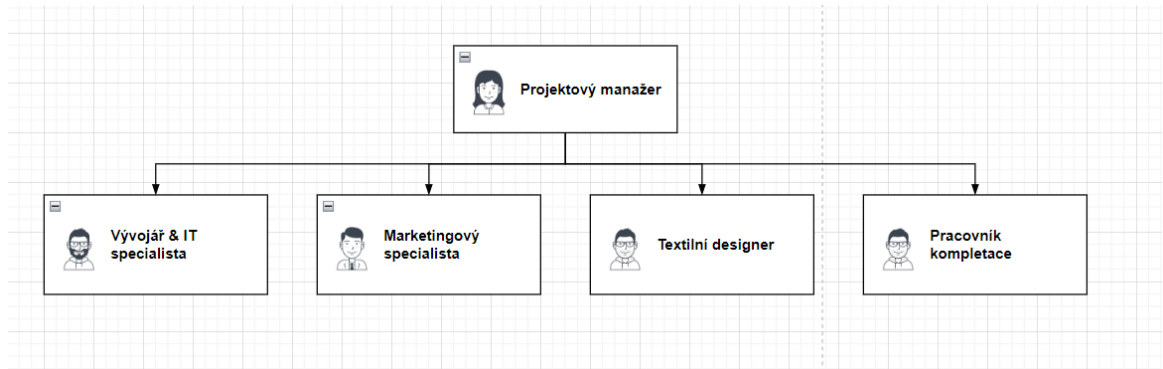 Projektový manažer
Vývojář & IT
specialista
Marketingový
specialista
Textilní designer
Pracovník
kompletace